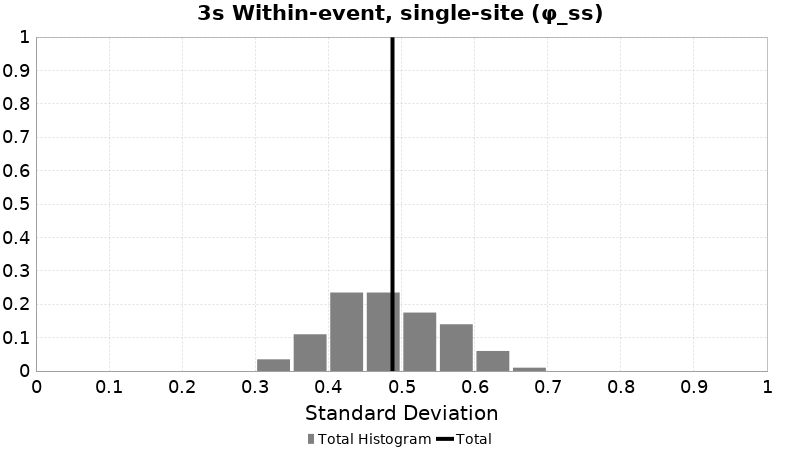 3s Within-event, single-site (φ_ss)
1
0.9
0.8
0.7
0.6
0.5
0.4
0.3
0.2
0.1
0
0 0.1 0.2 0.3 0.4 0.5 0.6 0.7 0.8 0.9 1
Standard Deviation
Total Histogram Total